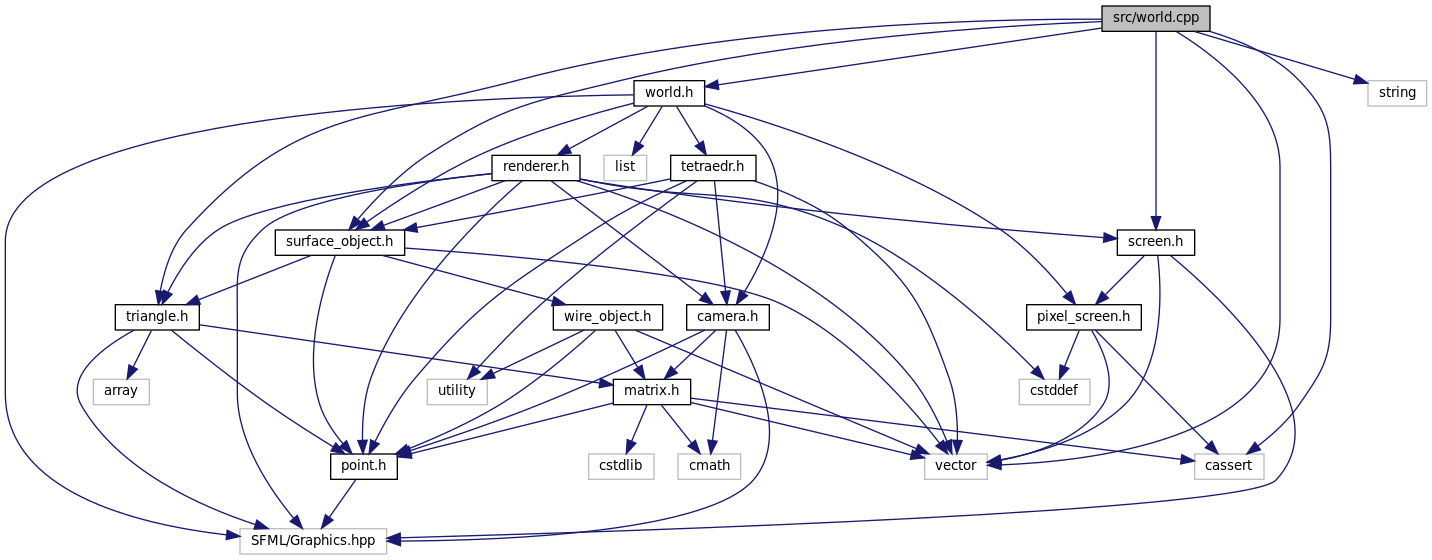 src/world.cpp
world.h
string
renderer.h
list
tetraedr.h
surface_object.h
screen.h
triangle.h
wire_object.h
camera.h
pixel_screen.h
array
utility
matrix.h
cstddef
point.h
cstdlib
cmath
vector
cassert
SFML/Graphics.hpp